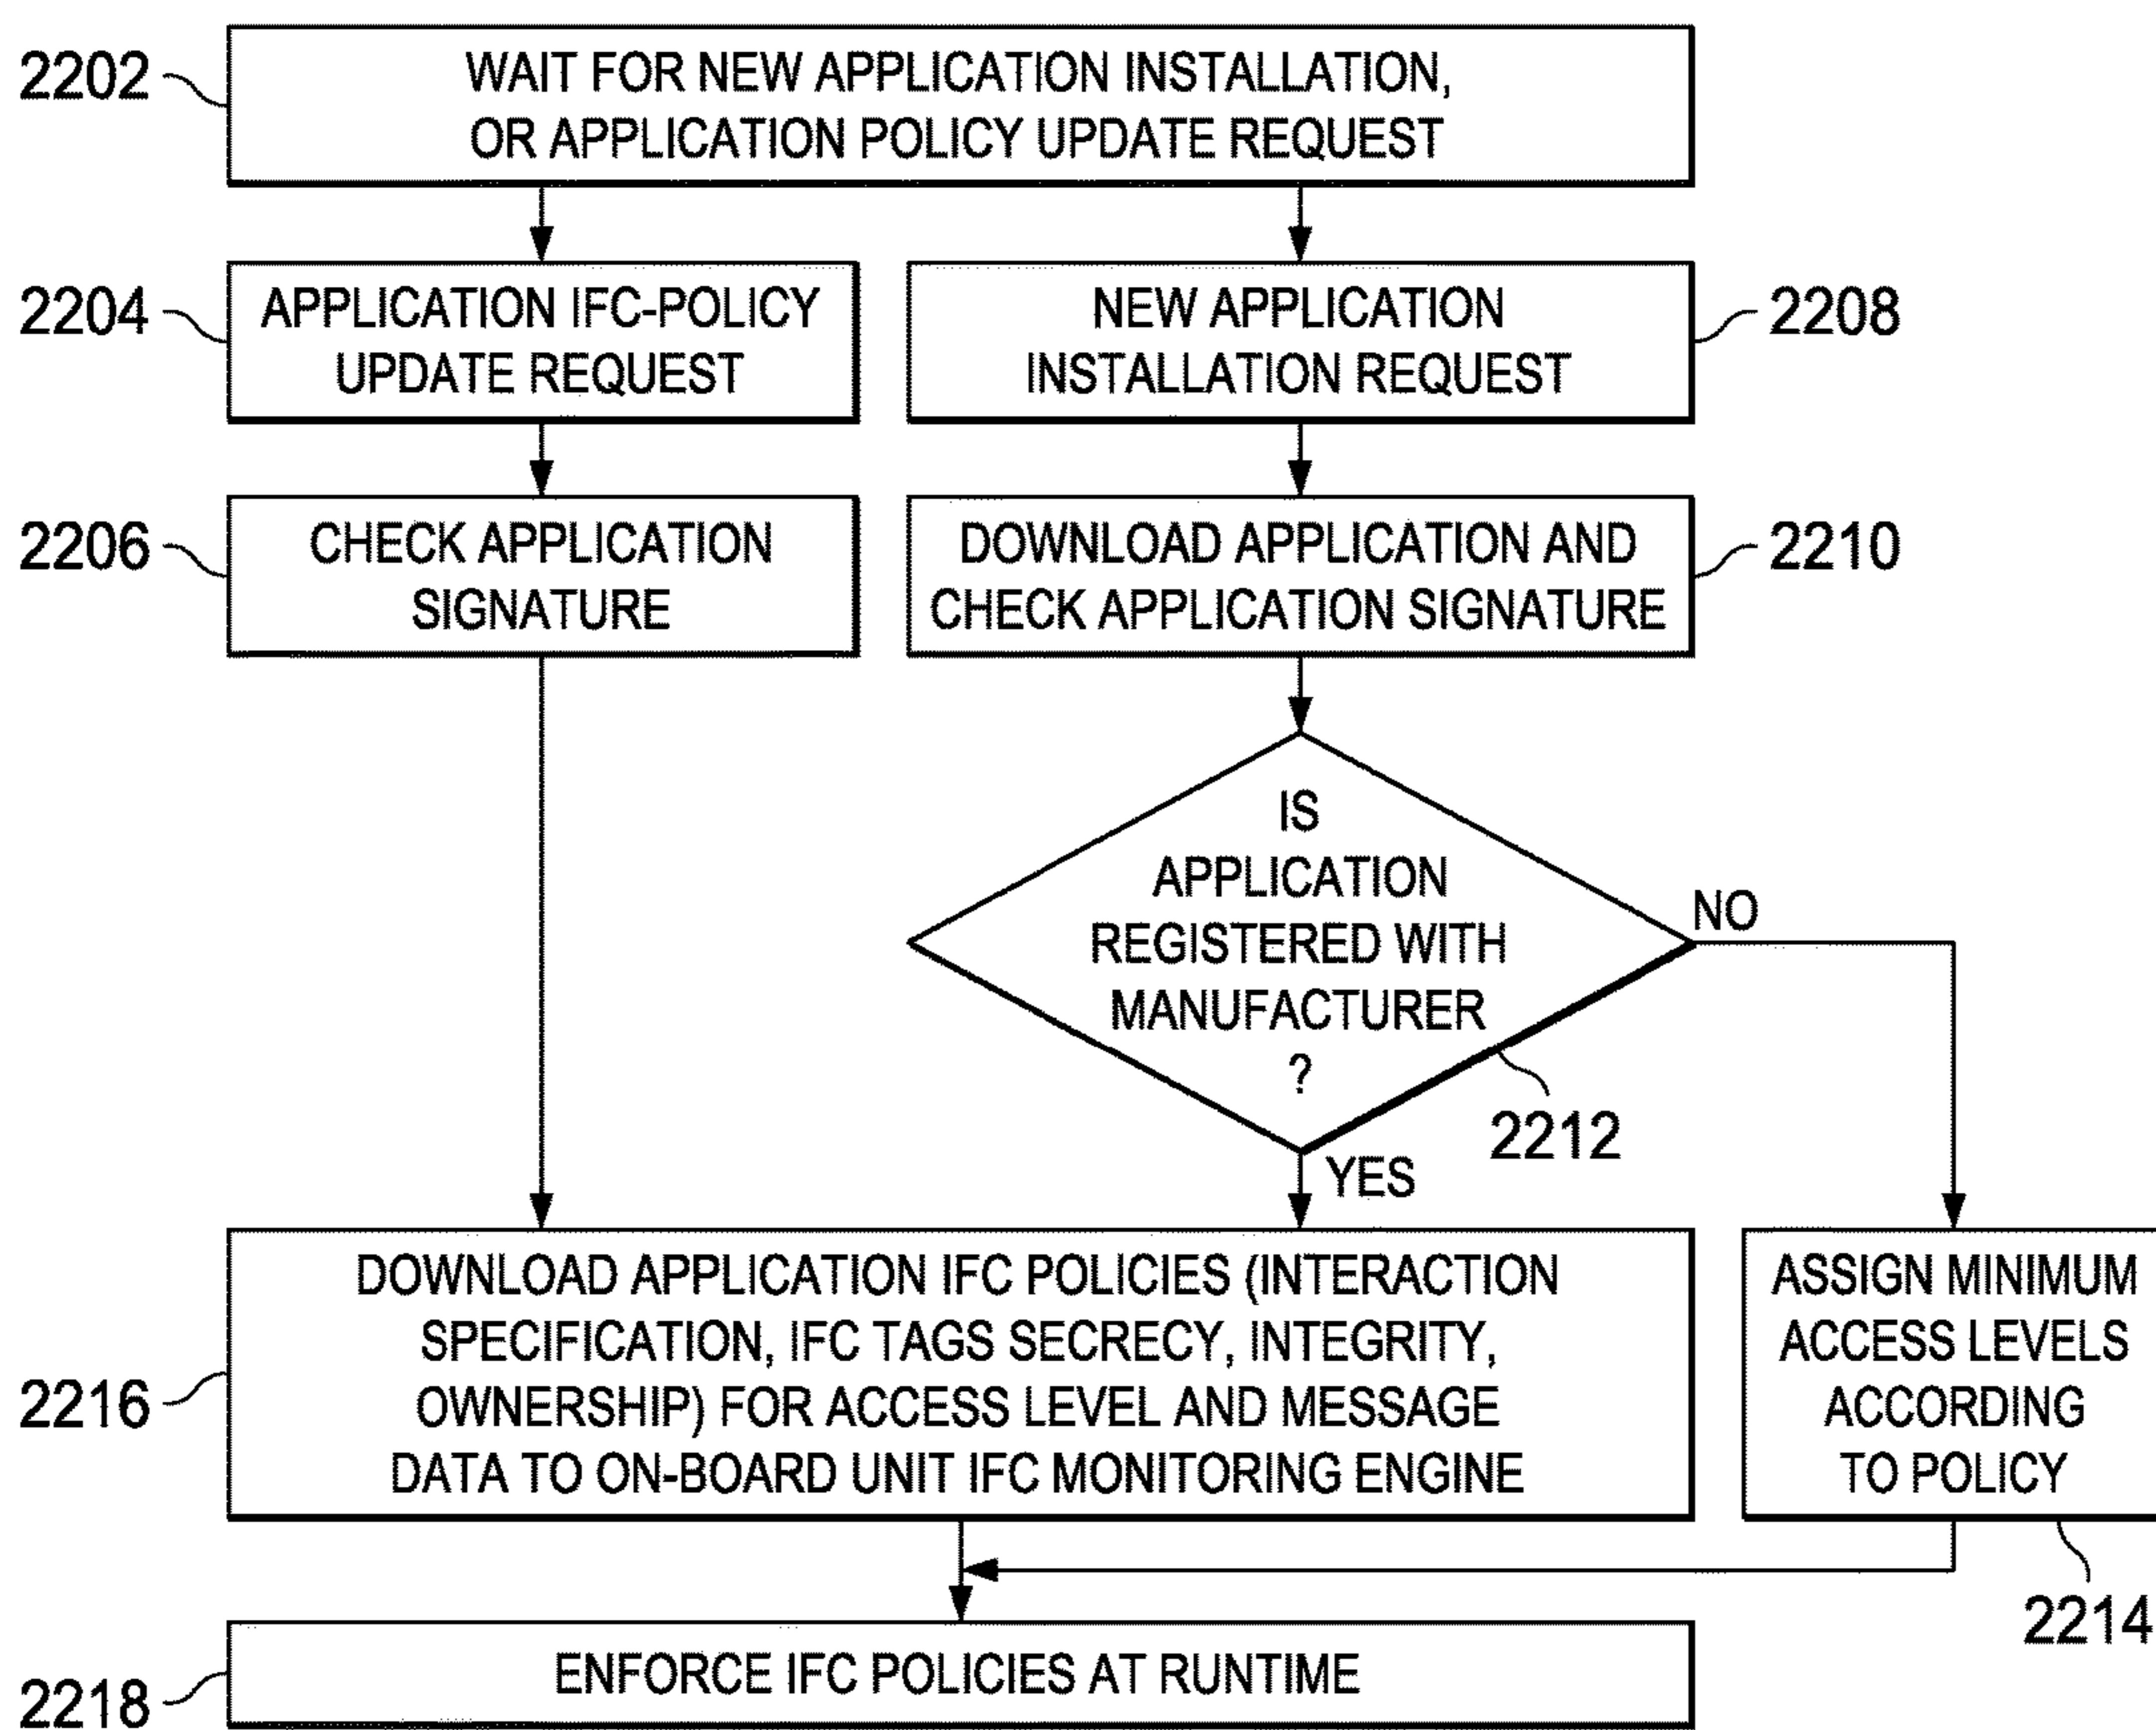 2202
WAIT FOR NEW APPLICATION INSTALLATION,
OR APPLICATION POLICY UPDATE REQUEST
2204
APPLICATION IFC-POLICY
UPDATE REQUEST
NEW APPLICATION
INSTALLATION REQUEST
2208
2206
CHECK APPLICATION
SIGNATURE
DOWNLOAD APPLICATION AND
CHECK APPLICATION SIGNATURE
2210
IS
APPLICATION
REGISTERED WITH
MANUFACTURER
?
NO
2212
YES
2216
DOWNLOAD APPLICATION IFC POLICIES (INTERACTION
SPECIFICATION, IFC TAGS SECRECY, INTEGRITY,
OWNERSHIP) FOR ACCESS LEVEL AND MESSAGE
DATA TO ON-BOARD UNIT IFC MONITORING ENGINE
ASSIGN MINIMUM
ACCESS LEVELS
ACCORDING
TO POLICY
2214
2218
ENFORCE IFC POLICIES AT RUNTIME